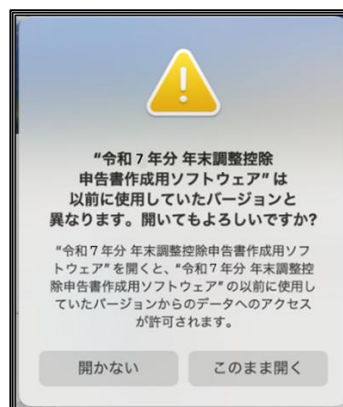 “令和７年分 年末調整控除
申告書作成用ソフトウェア” は
以前に使用していたバージョンと
異なります。開いてもよろしいですか?
“令和７年分 年末調整控除申告書作成用ソフ
トウェア” を開くと、“令和７年分 年末調整控
除申告書作成用ソフトウェア” の以前に使用し
ていたバージョンからのデータへのアクセス
が許可されます。
開かない
このまま開く